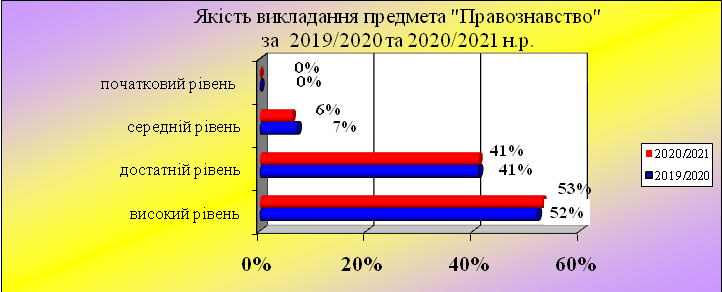 Якість викладання предмета "Правознавство"
за 2019/2020 та 2020/2021 н.р.
початковий рівень
0%
0%
середній рівень
6%
7%
достатній рівень
41%
41%
високий рівень
53%
52%
2020/2021
2019/2020
0% 20% 40% 60%